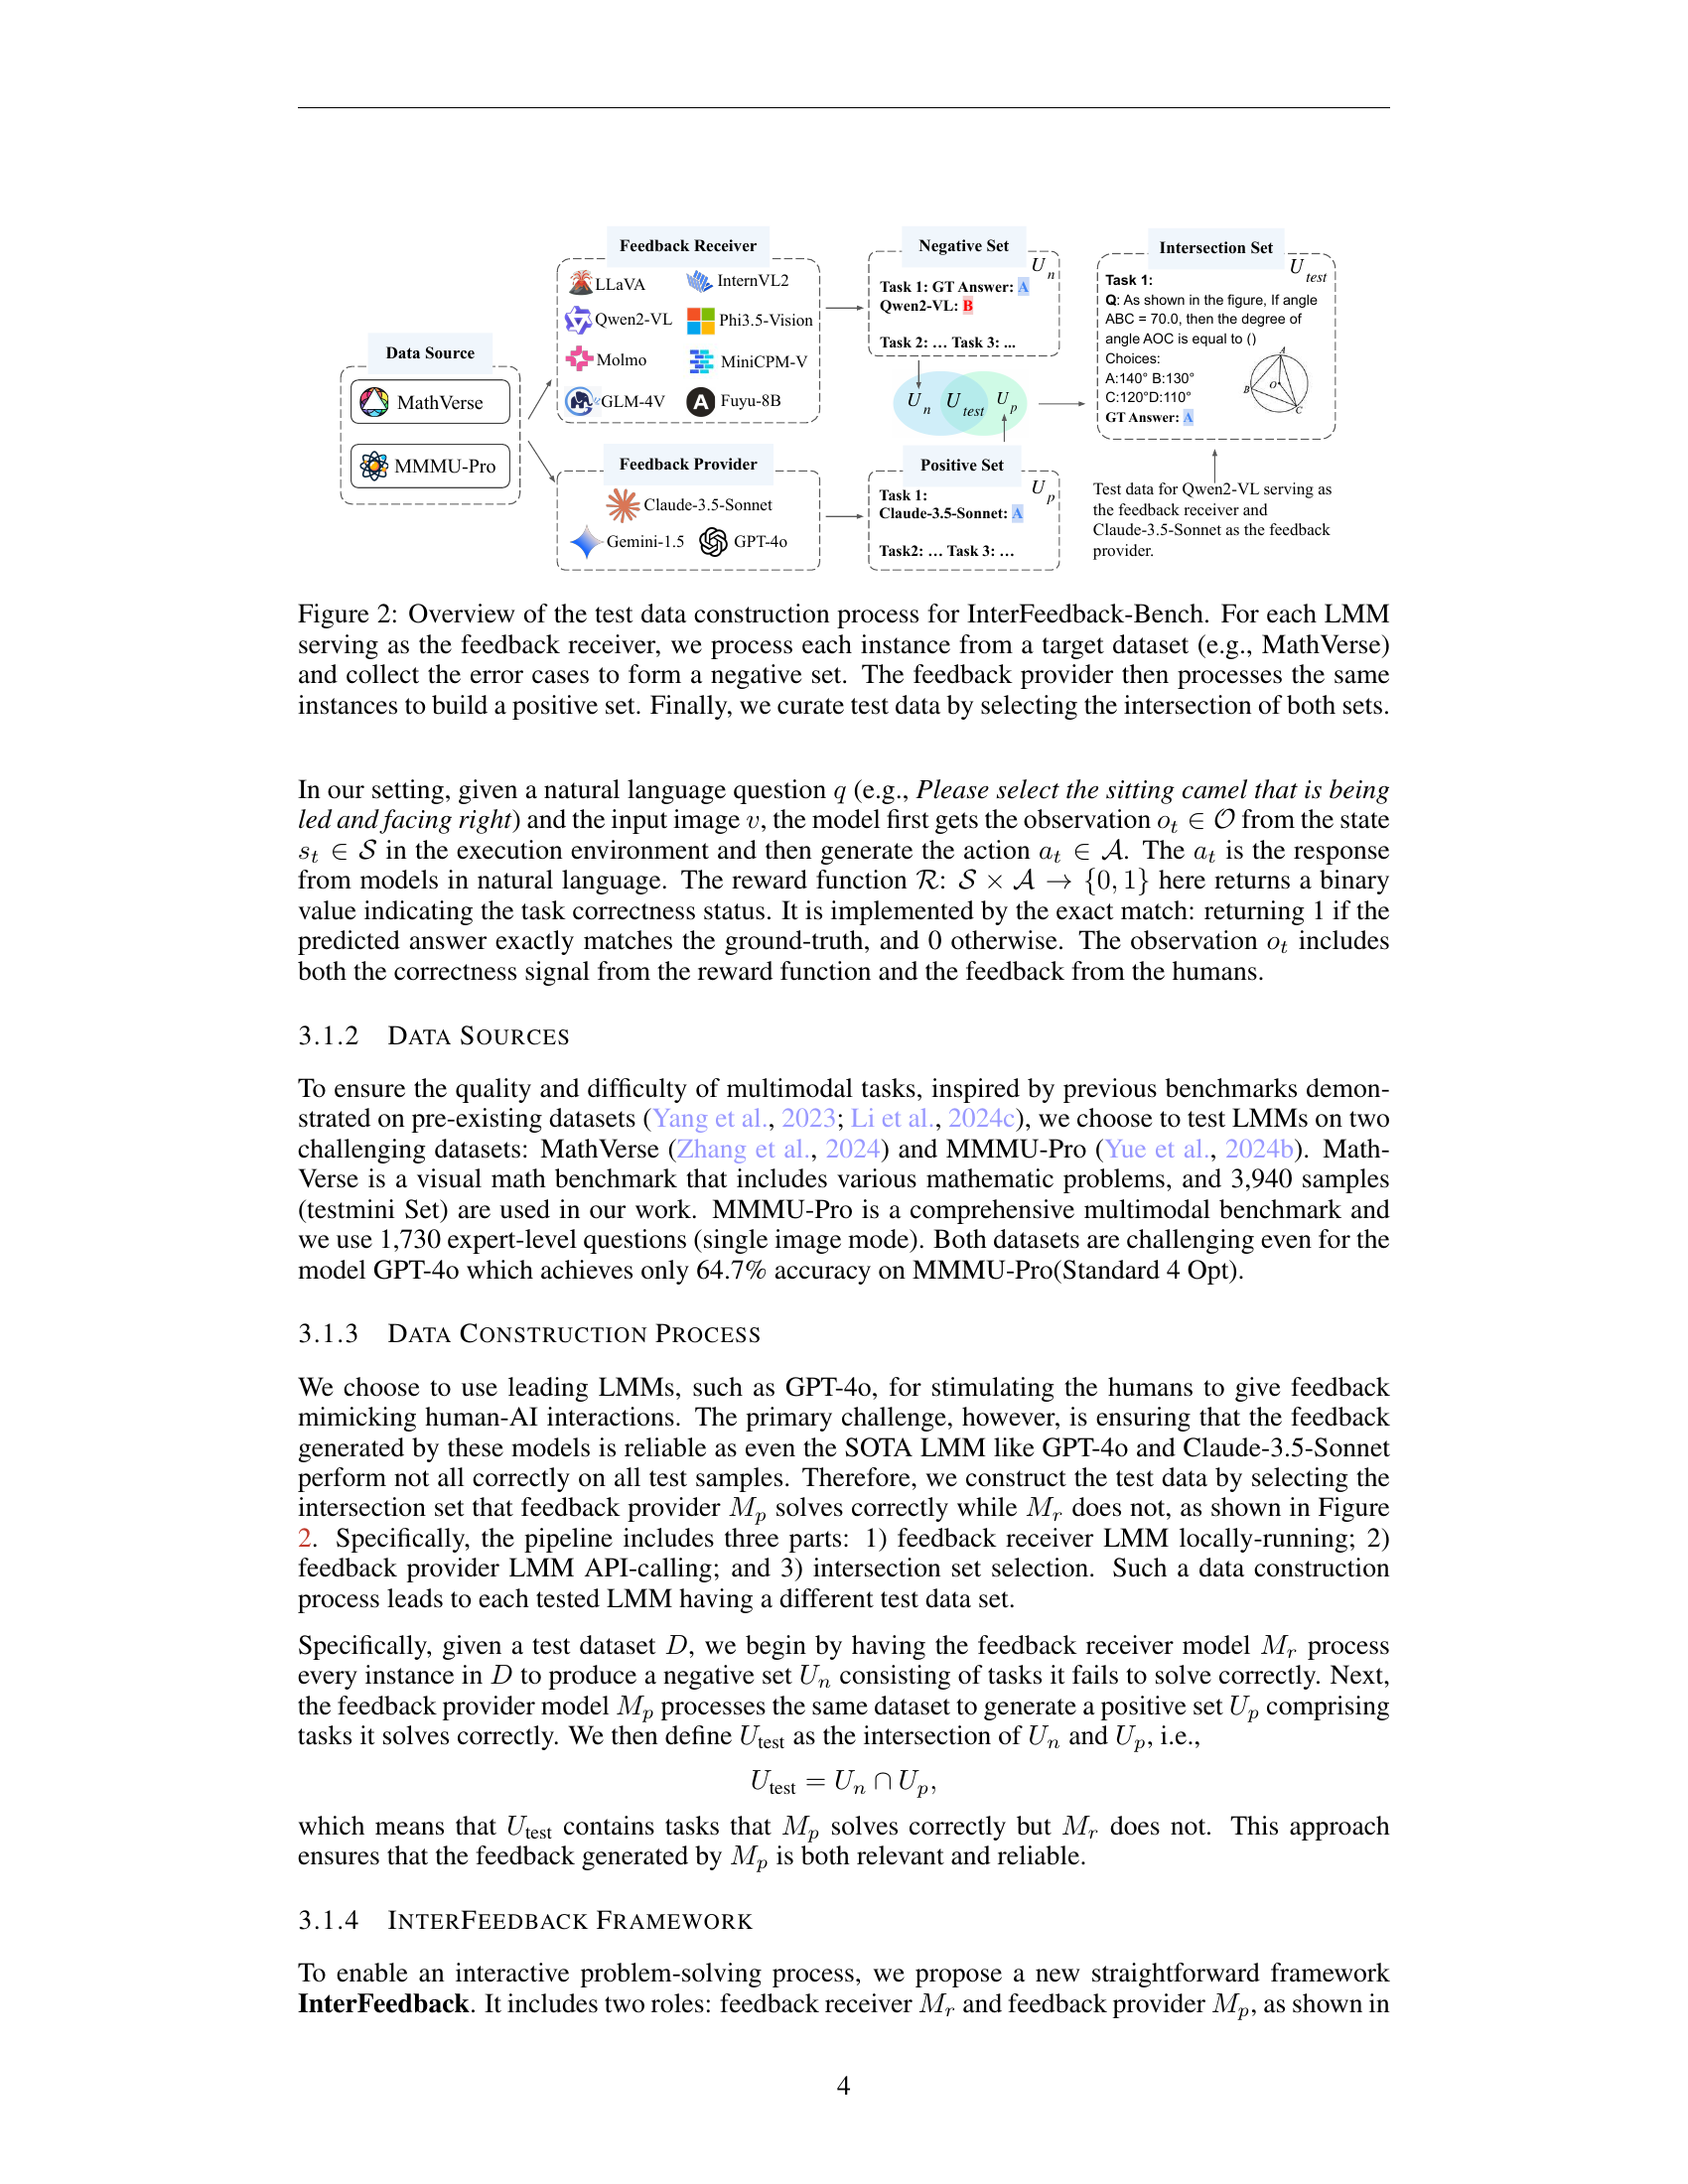 Data Source
MathVerse
MMMU-Pro
Feedback Receiver
LLaVA
InternVL2
Qwen2-VL
Phi3.5-Vision
Molmo
MiniCPM-V
GLM-4V
Fuyu-8B
Feedback Provider
Claude-3.5-Sonnet
Gemini-1.5
GPT-4o
Negative Set
U_n
Task 1: GT Answer: A
Qwen2-VL: B
Task 2: … Task 3: ...
U_n U_test U_p
Positive Set
U_p
Task 1:
Claude-3.5-Sonnet: A
Task2: … Task 3: …
Intersection Set
U_test
Task 1:
Q: As shown in the figure, If angle
ABC = 70.0, then the degree of
angle AOC is equal to ()
Choices:
A:140° B:130°
C:120°D:110°
GT Answer: A
A
B
O
C
Test data for Qwen2-VL serving as
the feedback receiver and
Claude-3.5-Sonnet as the feedback
provider.
Figure 2: Overview of the test data construction process for InterFeedback-Bench. For each LMM
serving as the feedback receiver, we process each instance from a target dataset (e.g., MathVerse)
and collect the error cases to form a negative set. The feedback provider then processes the same
instances to build a positive set. Finally, we curate test data by selecting the intersection of both sets.
In our setting, given a natural language question q (e.g., Please select the sitting camel that is being
led and facing right) and the input image v, the model first gets the observation o_t ∈ O from the state
s_t ∈ S in the execution environment and then generate the action a_t ∈ A. The a_t is the response
from models in natural language. The reward function R: S × A → {0, 1} here returns a binary
value indicating the task correctness status. It is implemented by the exact match: returning 1 if the
predicted answer exactly matches the ground-truth, and 0 otherwise. The observation o_t includes
both the correctness signal from the reward function and the feedback from the humans.
3.1.2 DATA SOURCES
To ensure the quality and difficulty of multimodal tasks, inspired by previous benchmarks demon-
strated on pre-existing datasets (Yang et al., 2023; Li et al., 2024c), we choose to test LMMs on two
challenging datasets: MathVerse (Zhang et al., 2024) and MMMU-Pro (Yue et al., 2024b). Math-
Verse is a visual math benchmark that includes various mathematic problems, and 3,940 samples
(testmini Set) are used in our work. MMMU-Pro is a comprehensive multimodal benchmark and
we use 1,730 expert-level questions (single image mode). Both datasets are challenging even for the
model GPT-4o which achieves only 64.7% accuracy on MMMU-Pro(Standard 4 Opt).
3.1.3 DATA CONSTRUCTION PROCESS
We choose to use leading LMMs, such as GPT-4o, for stimulating the humans to give feedback
mimicking human-AI interactions. The primary challenge, however, is ensuring that the feedback
generated by these models is reliable as even the SOTA LMM like GPT-4o and Claude-3.5-Sonnet
perform not all correctly on all test samples. Therefore, we construct the test data by selecting the
intersection set that feedback provider M_p solves correctly while M_r does not, as shown in Figure
2. Specifically, the pipeline includes three parts: 1) feedback receiver LMM locally-running; 2)
feedback provider LMM API-calling; and 3) intersection set selection. Such a data construction
process leads to each tested LMM having a different test data set.
Specifically, given a test dataset D, we begin by having the feedback receiver model M_r process
every instance in D to produce a negative set U_n consisting of tasks it fails to solve correctly. Next,
the feedback provider model M_p processes the same dataset to generate a positive set U_p comprising
tasks it solves correctly. We then define U_test as the intersection of U_n and U_p, i.e.,
U_test = U_n ∩ U_p,
which means that U_test contains tasks that M_p solves correctly but M_r does not. This approach
ensures that the feedback generated by M_p is both relevant and reliable.
3.1.4 INTERFEEDBACK FRAMEWORK
To enable an interactive problem-solving process, we propose a new straightforward framework
InterFeedback. It includes two roles: feedback receiver M_r and feedback provider M_p, as shown in
4